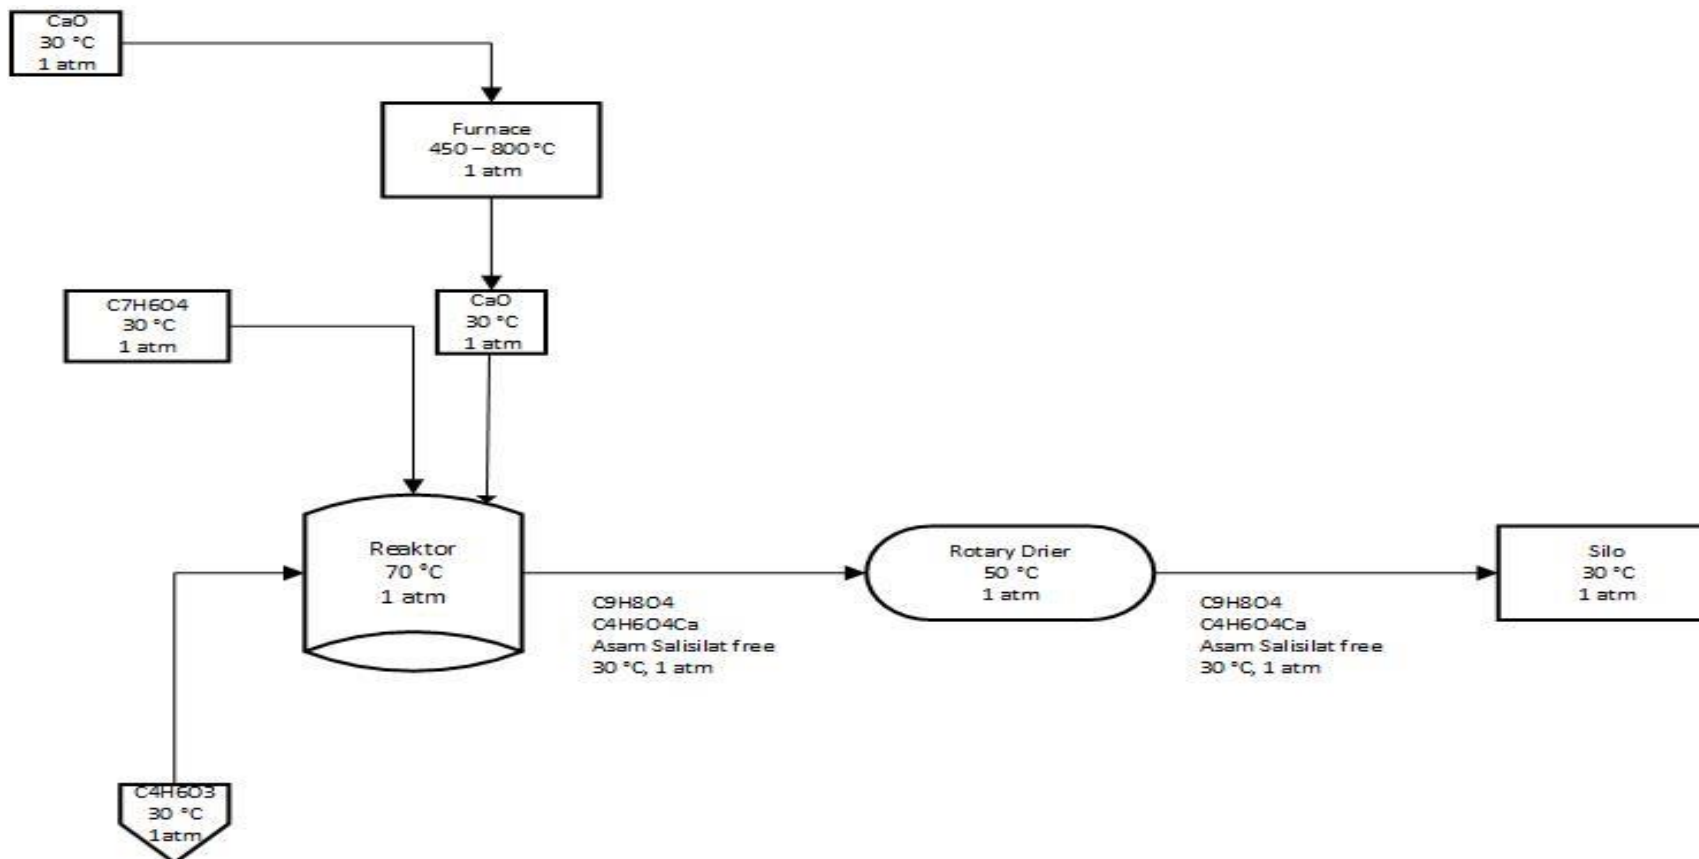 CaO
30 °C
1 atm
Furnace
450 – 800 °C
1 atm
C7H6O4
30 °C
1 atm
CaO
30 °C
1 atm
Reaktor
70 °C
1 atm
Rotary Drier
50 °C
1 atm
Silo
30 °C
1 atm
C9H8O4
C4H6O4Ca
Asam Salisilat free
30 °C, 1 atm
C9H8O4
C4H6O4Ca
Asam Salisilat free
30 °C, 1 atm
C4H6O3
30 °C
1atm